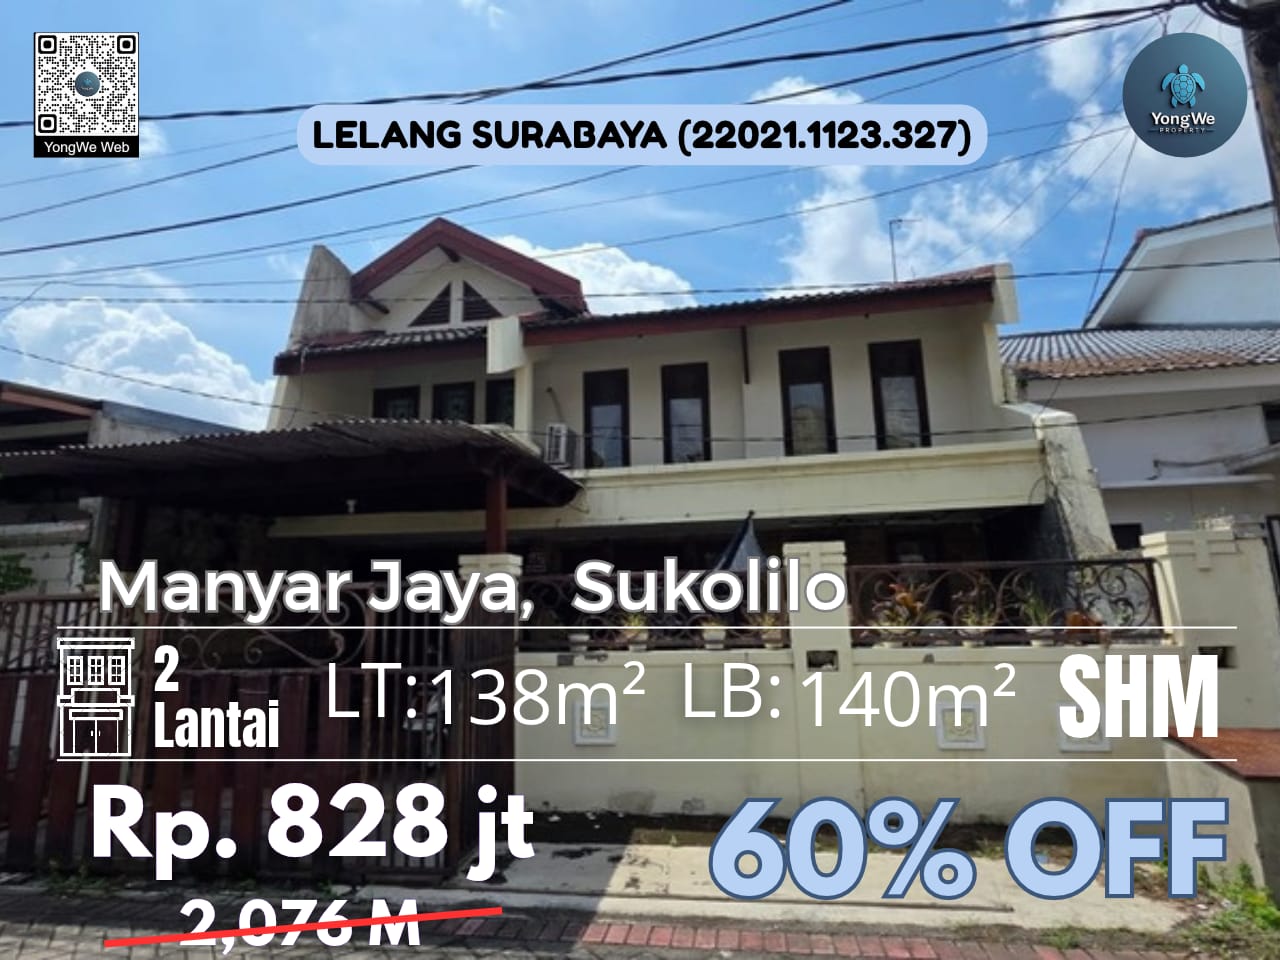 YongWe Web
LELANG SURABAYA (22021.1123.327)
YongWe
PROPERTY
Manyar Jaya, Sukolilo
2
Lantai
LT: 138m² LB: 140m² SHM
Rp. 828 jt
60% OFF
2,076 M